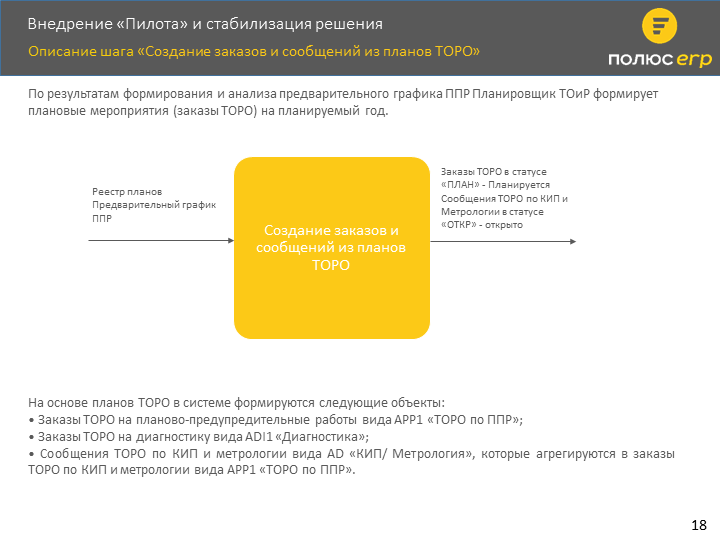 Внедрение «Пилота» и стабилизация решения
Описание шага «Создание заказов и сообщений из планов ТОРО»
ПОЛЮС егр
По результатам формирования и анализа предварительного графика ППР Планировщик ТОиР формирует
плановые мероприятия (заказы ТОРО) на планируемый год.
Реестр планов
Предварительный график
ППР
Создание заказов и
сообщений из планов
ТОРО
Заказы ТОРО в статусе
«ПЛАН» - Планируется
Сообщения ТОРО по КИП и
Метрологии в статусе
«ОТКР» - открыто
На основе планов ТОРО в системе формируются следующие объекты:
• Заказы ТОРО на планово-предупредительные работы вида APP1 «ТОРО по ППР»;
• Заказы ТОРО на диагностику вида ADI1 «Диагностика»;
• Сообщения ТОРО по КИП и метрологии вида AD «КИП/ Метрология», которые агрегируются в заказы
ТОРО по КИП и метрологии вида APP1 «ТОРО по ППР».
18